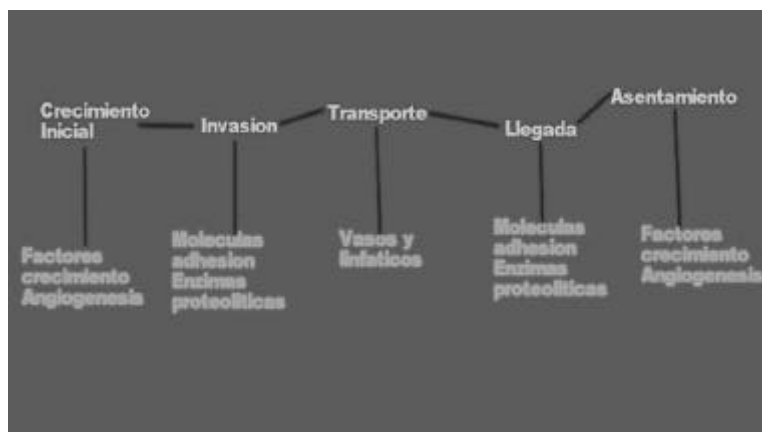 Crecimiento
Inicial
Invasion
Transporte
Llegada
Asentamiento
Factores
crecimiento
Angiogenesis
Moleculas
adhesion
Enzimas
proteoliticas
Vasos y
linfaticos
Moleculas
adhesion
Enzimas
proteoliticas
Factores
crecimiento
Angiogenesis